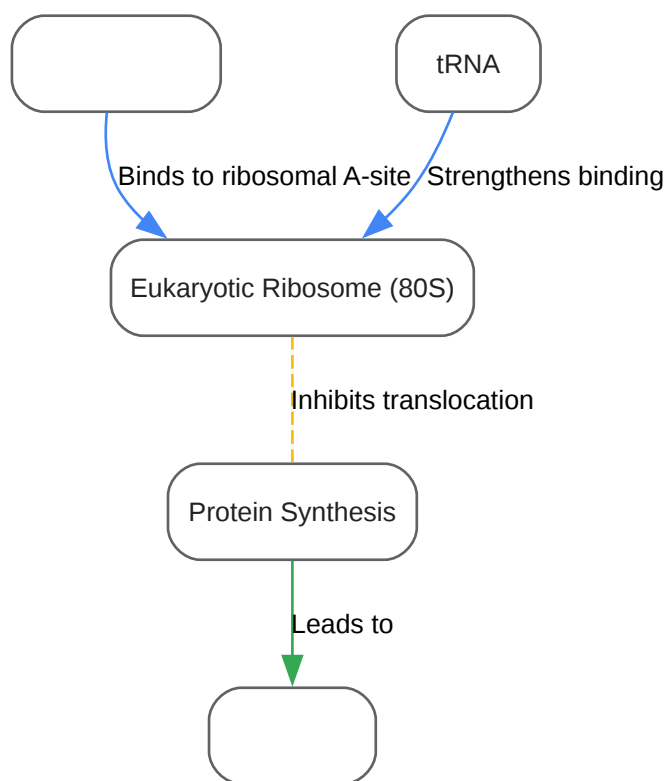 tRNA
Binds to ribosomal A-site
Strengthens binding
Eukaryotic Ribosome (80S)
Inhibits translocation
Protein Synthesis
Leads to